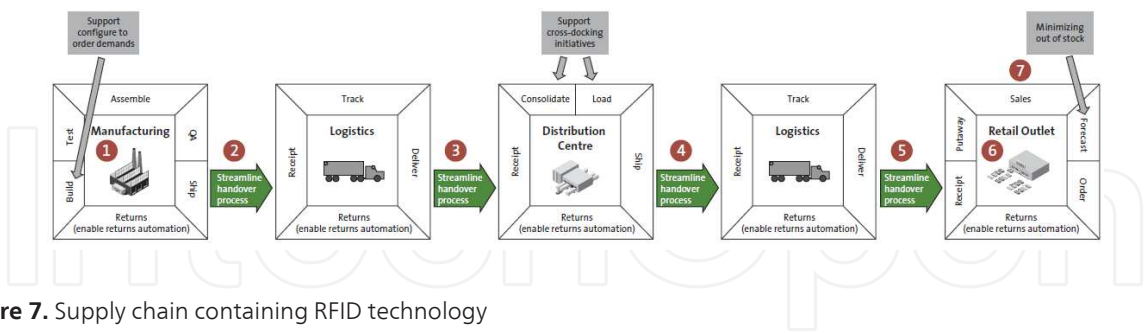 Support
configure to
order demands
Support
cross-docking
initiatives
Minimizing
out of stock
7
Assemble
Test
Manufacturing
QA
1
Build
Ship
Returns
(enable returns automation)
2
Streamline
handover
process
Track
Receipt
Logistics
Deliver
Returns
(enable returns automation)
3
Streamline
handover
process
Consolidate
Load
Receipt
Distribution
Centre
Ship
Returns
(enable returns automation)
4
Streamline
handover
process
Track
Receipt
Logistics
Deliver
Returns
(enable returns automation)
5
Streamline
handover
process
Sales
Putaway
Retail Outlet
Forecast
6
Receipt
Order
Returns
(enable returns automation)
re 7. Supply chain containing RFID technology